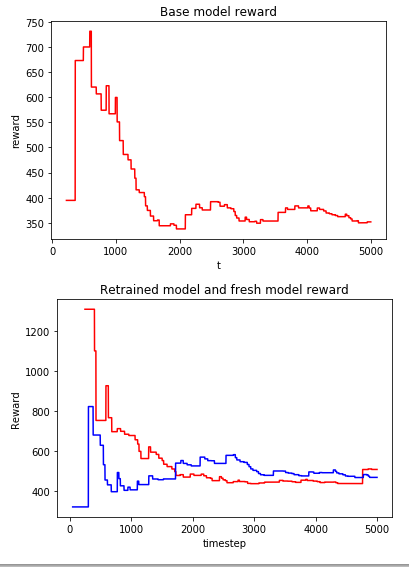 Base model reward
750
700
650
600
550
500
450
400
350
reward
0 1000 2000 3000 4000 5000
t
Retrained model and fresh model reward
1200
1000
800
600
400
Reward
0 1000 2000 3000 4000 5000
timestep